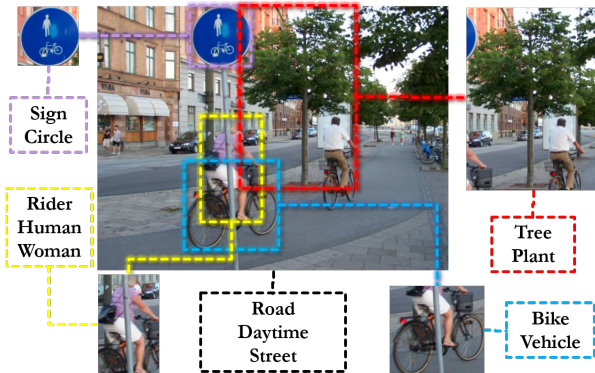 Sign
Circle
Rider
Human
Woman
Road
Daytime
Street
Tree
Plant
Bike
Vehicle